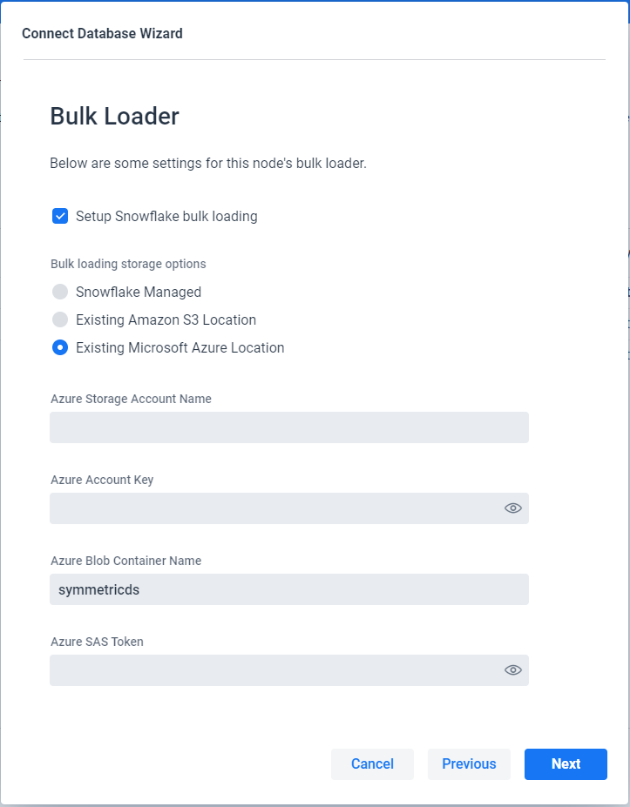 Connect Database Wizard
Bulk Loader
Below are some settings for this node's bulk loader.
Setup Snowflake bulk loading
Bulk loading storage options
Snowflake Managed
Existing Amazon S3 Location
Existing Microsoft Azure Location
Azure Storage Account Name
Azure Account Key
Azure Blob Container Name
symmetricds
Azure SAS Token
Cancel Previous Next